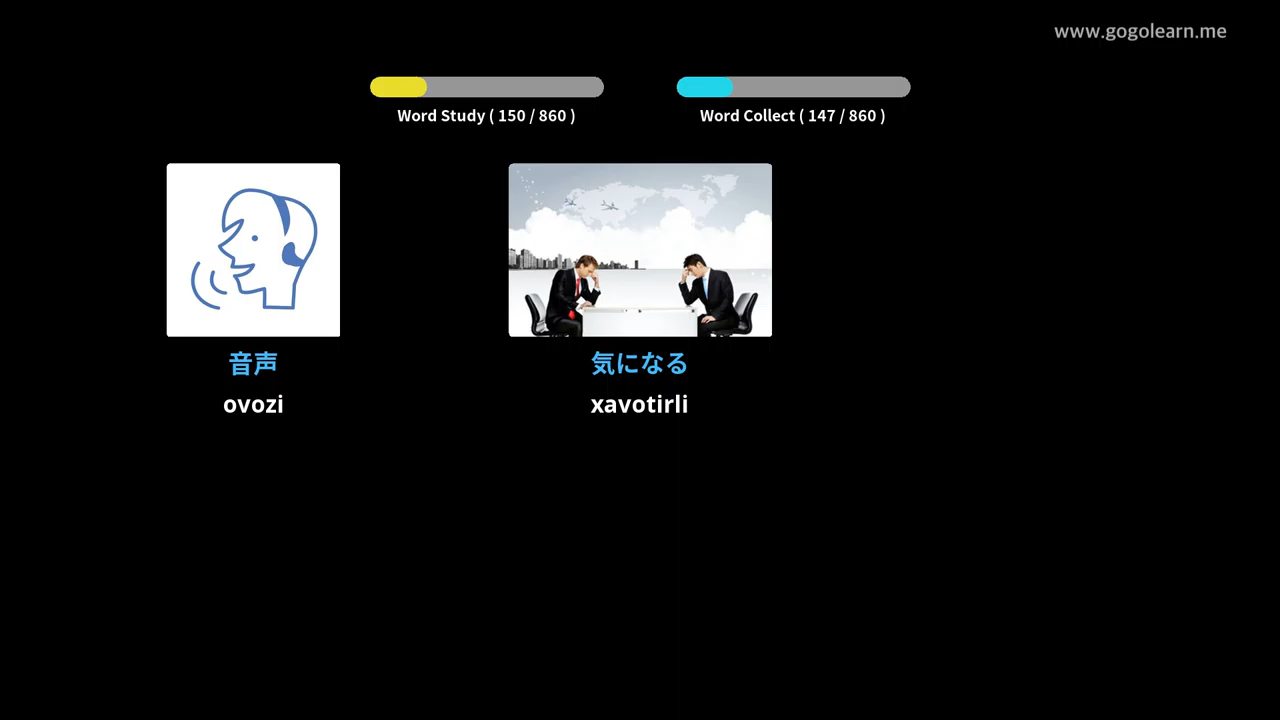 www.gogolearn.me
Word Study ( 150 / 860 )
Word Collect ( 147 / 860 )
音声
気になる
ovozi
xavotirli